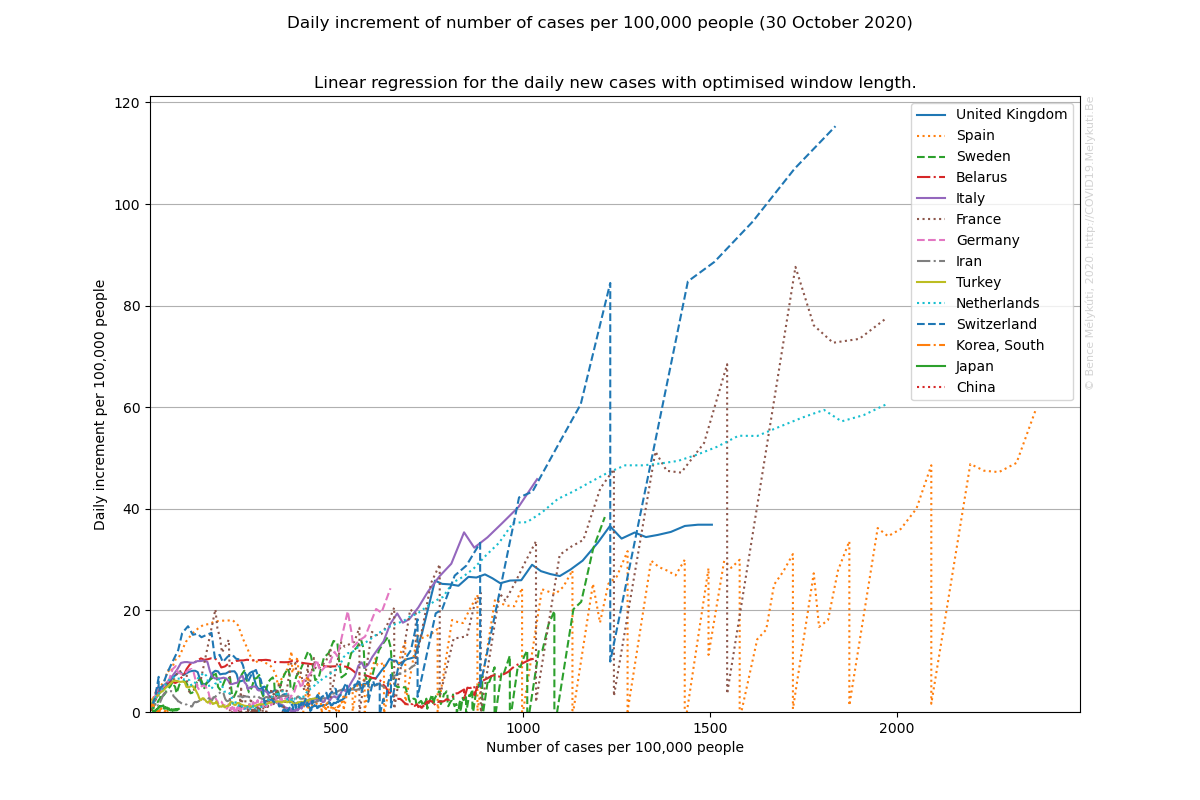 Daily increment of number of cases per 100,000 people (30 October 2020)
Linear regression for the daily new cases with optimised window length.
120
100
80
60
40
20
0
Daily increment per 100,000 people
500
1000
1500
2000
Number of cases per 100,000 people
United Kingdom
Spain
Sweden
Belarus
Italy
France
Germany
Iran
Turkey
Netherlands
Switzerland
Korea, South
Japan
China
© Bence Mélykúti, 2020. http://COVID19.Melykuti.Be